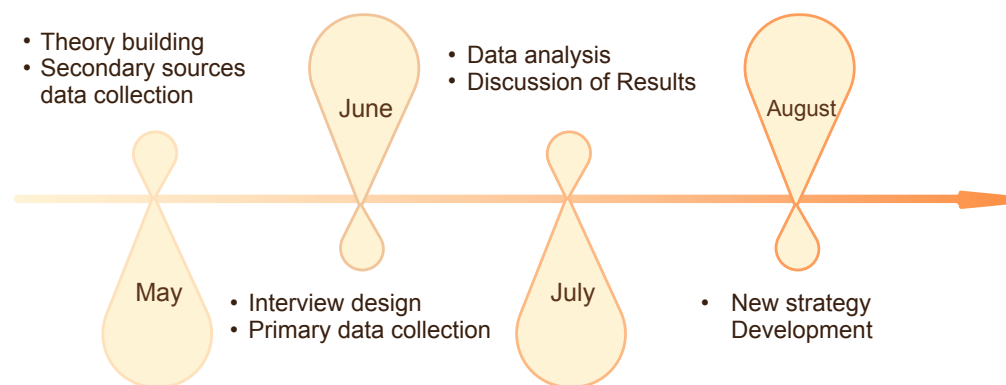 • Theory building
• Secondary sources
data collection
May
June
• Interview design
• Primary data collection
• Data analysis
• Discussion of Results
July
August
• New strategy
Development